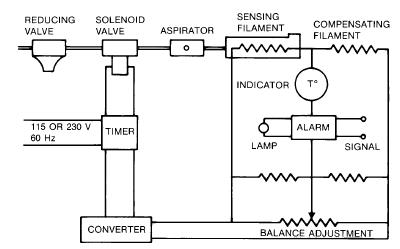 REDUCING
VALVE
SOLENOID
VALVE
ASPIRATOR
SENSING
FILAMENT
COMPENSATING
FILAMENT
INDICATOR
T°
115 OR 230 V
60 Hz
TIMER
ALARM
LAMP
SIGNAL
CONVERTER
BALANCE ADJUSTMENT